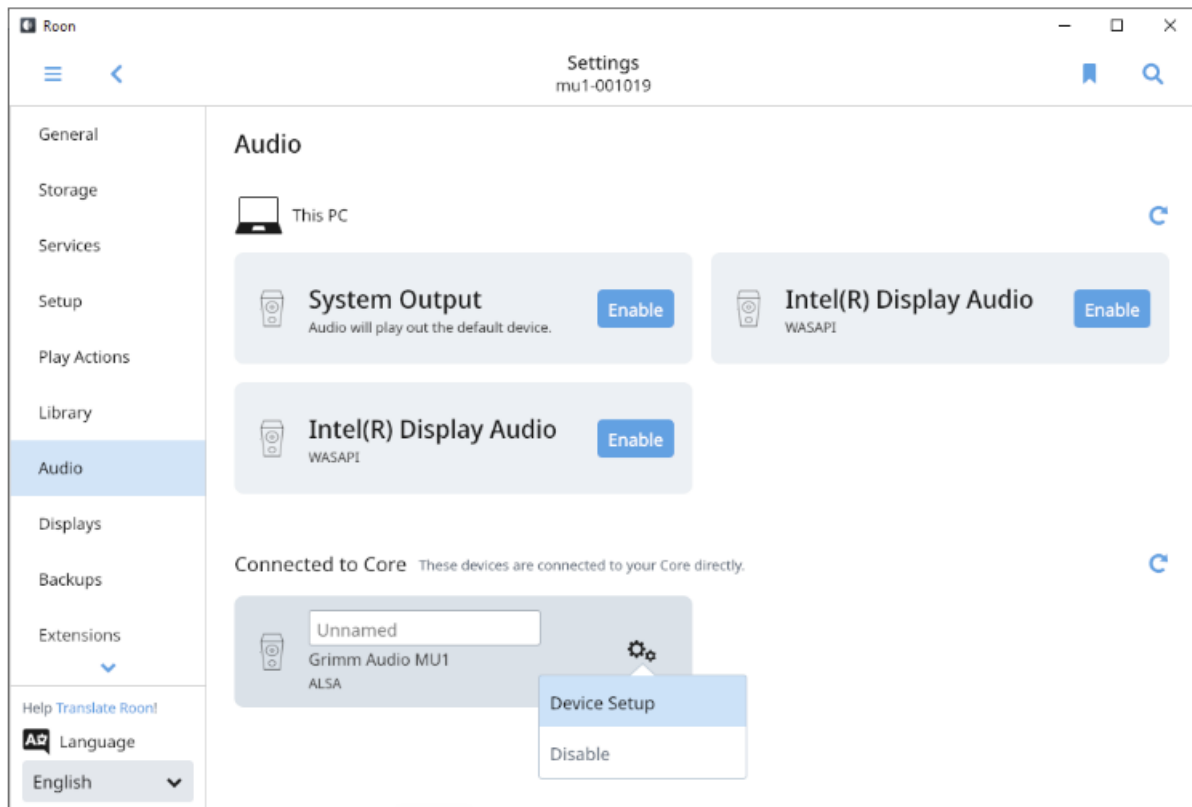 Roon
Settings
mu1-001019
General
Storage
Services
Setup
Play Actions
Library
Audio
Displays
Backups
Extensions
Help Translate Roon!
Language
English
Audio
This PC
System Output
Audio will play out the default device.
Enable
Intel(R) Display Audio
WASAPI
Enable
Intel(R) Display Audio
WASAPI
Enable
Connected to Core These devices are connected to your Core directly.
Unnamed
Grimm Audio MU1
ALSA
Device Setup
Disable